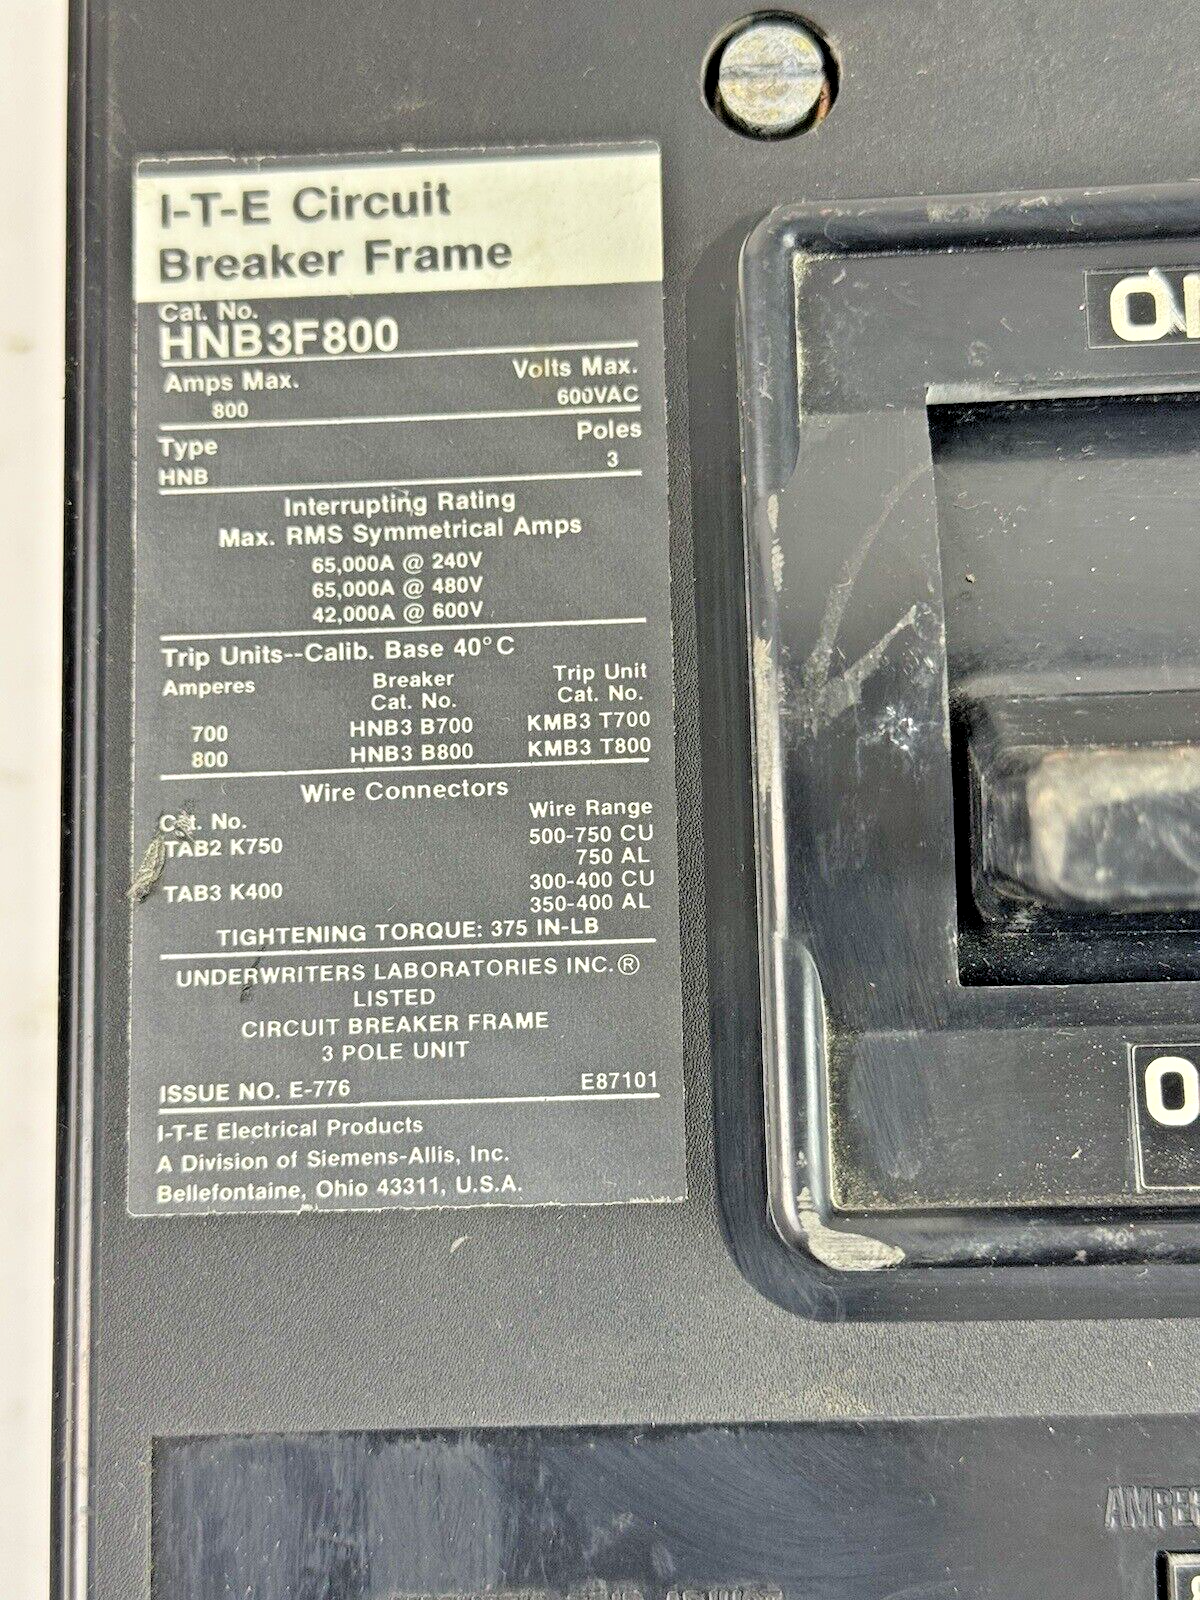 I-T-E Circuit
Breaker Frame
Cat. No.
HNB3F800
Amps Max. Volts Max.
800 600VAC
Type Poles
HNB 3
Interrupting Rating
Max. RMS Symmetrical Amps
65,000A @ 240V
65,000A @ 480V
42,000A @ 600V
Trip Units--Calib. Base 40°C
Amperes Breaker Cat. No. Trip Unit Cat. No.
700 HNB3 B700 KMB3 T700
800 HNB3 B800 KMB3 T800
Wire Connectors
Cat. No. Wire Range
TAB2 K750 500-750 CU
750 AL
TAB3 K400 300-400 CU
350-400 AL
TIGHTENING TORQUE: 375 IN-LB
UNDERWRITERS LABORATORIES INC.®
LISTED
CIRCUIT BREAKER FRAME
3 POLE UNIT
ISSUE NO. E-776 E87101
I-T-E Electrical Products
A Division of Siemens-Allis, Inc.
Bellefontaine, Ohio 43311, U.S.A.